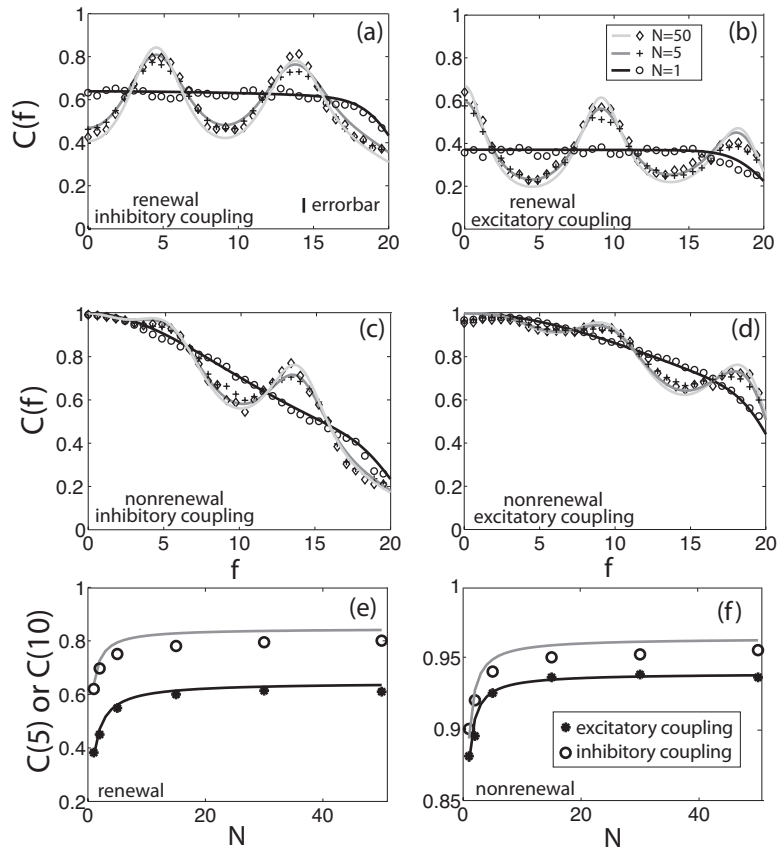 (a)
1
0.8
0.6
0.4
0.2
0
C(f)
renewal
inhibitory coupling
errorbar
0 5 10 15 20
(b)
N=50
N=5
N=1
1
0.8
0.6
0.4
0.2
0
renewal
excitatory coupling
0 5 10 15 20
(c)
1
0.8
0.6
0.4
0.2
0
C(f)
nonrenewal
inhibitory coupling
0 5 10 15 20
f
(d)
1
0.8
0.6
0.4
0.2
0
nonrenewal
excitatory coupling
0 5 10 15 20
f
(e)
1
0.8
0.6
0.4
0.2
C(5) or C(10)
renewal
0 20 40
N
(f)
1
0.95
0.9
0.85
excitatory coupling
inhibitory coupling
nonrenewal
0 20 40
N